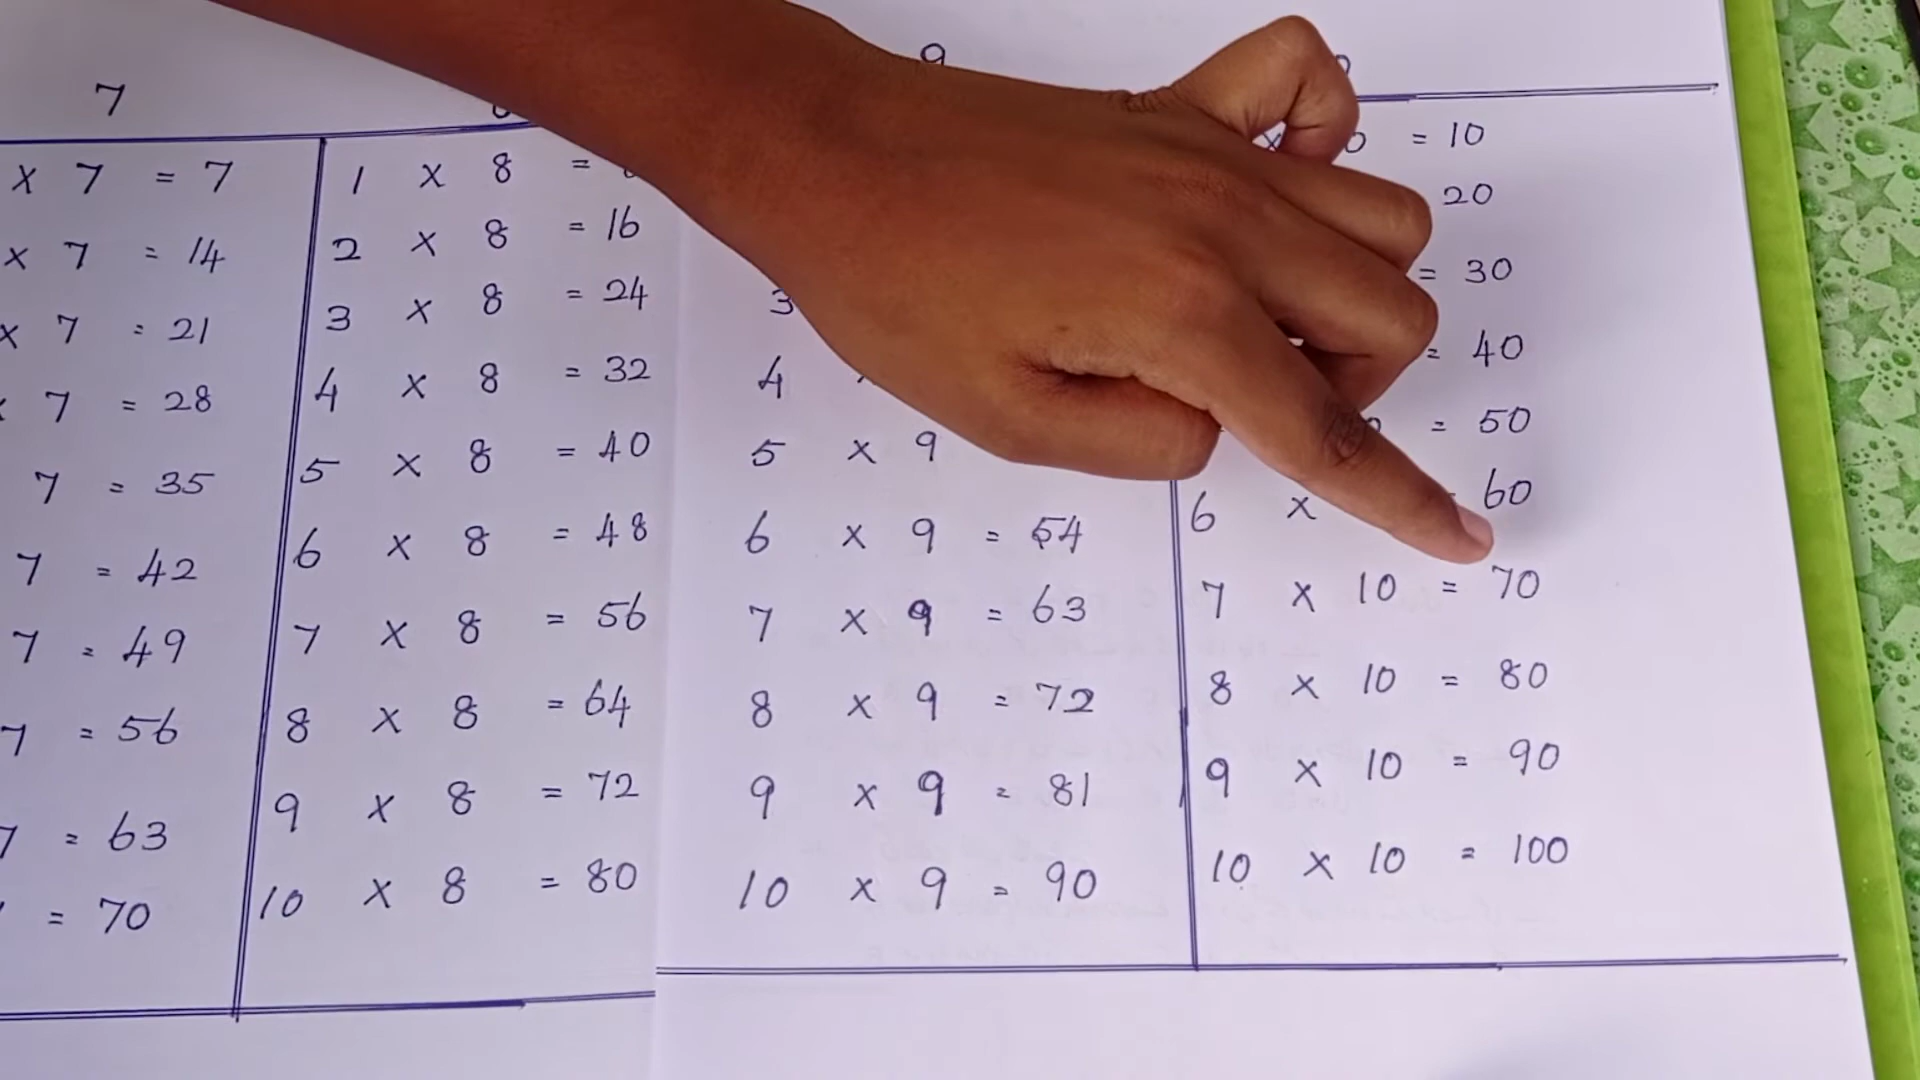 7
9
x 7 = 7
x 7 = 14
x 7 = 21
7 = 28
7 = 35
7 = 42
7 = 49
7 = 56
= 63
= 70
1 x 8 =
2 x 8 = 16
3 x 8 = 24
4 x 8 = 32
5 x 8 = 40
6 x 8 = 48
7 x 8 = 56
8 x 8 = 64
9 x 8 = 72
10 x 8 = 80
3
4
5 x 9
6 x 9 = 54
7 x 9 = 63
8 x 9 = 72
9 x 9 = 81
10 x 9 = 90
= 10
20
= 30
= 40
= 50
6 x 60
7 x 10 = 70
8 x 10 = 80
9 x 10 = 90
10 x 10 = 100